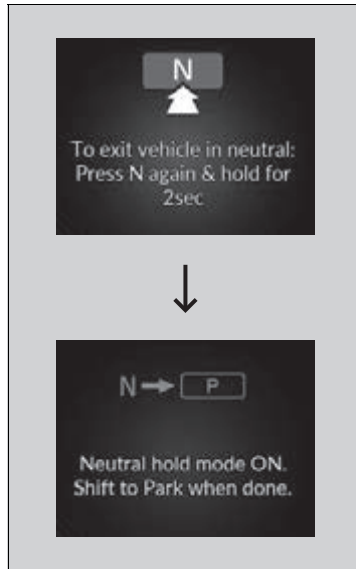 N
To exit vehicle in neutral:
Press N again & hold for
2sec
N P
Neutral hold mode ON.
Shift to Park when done.